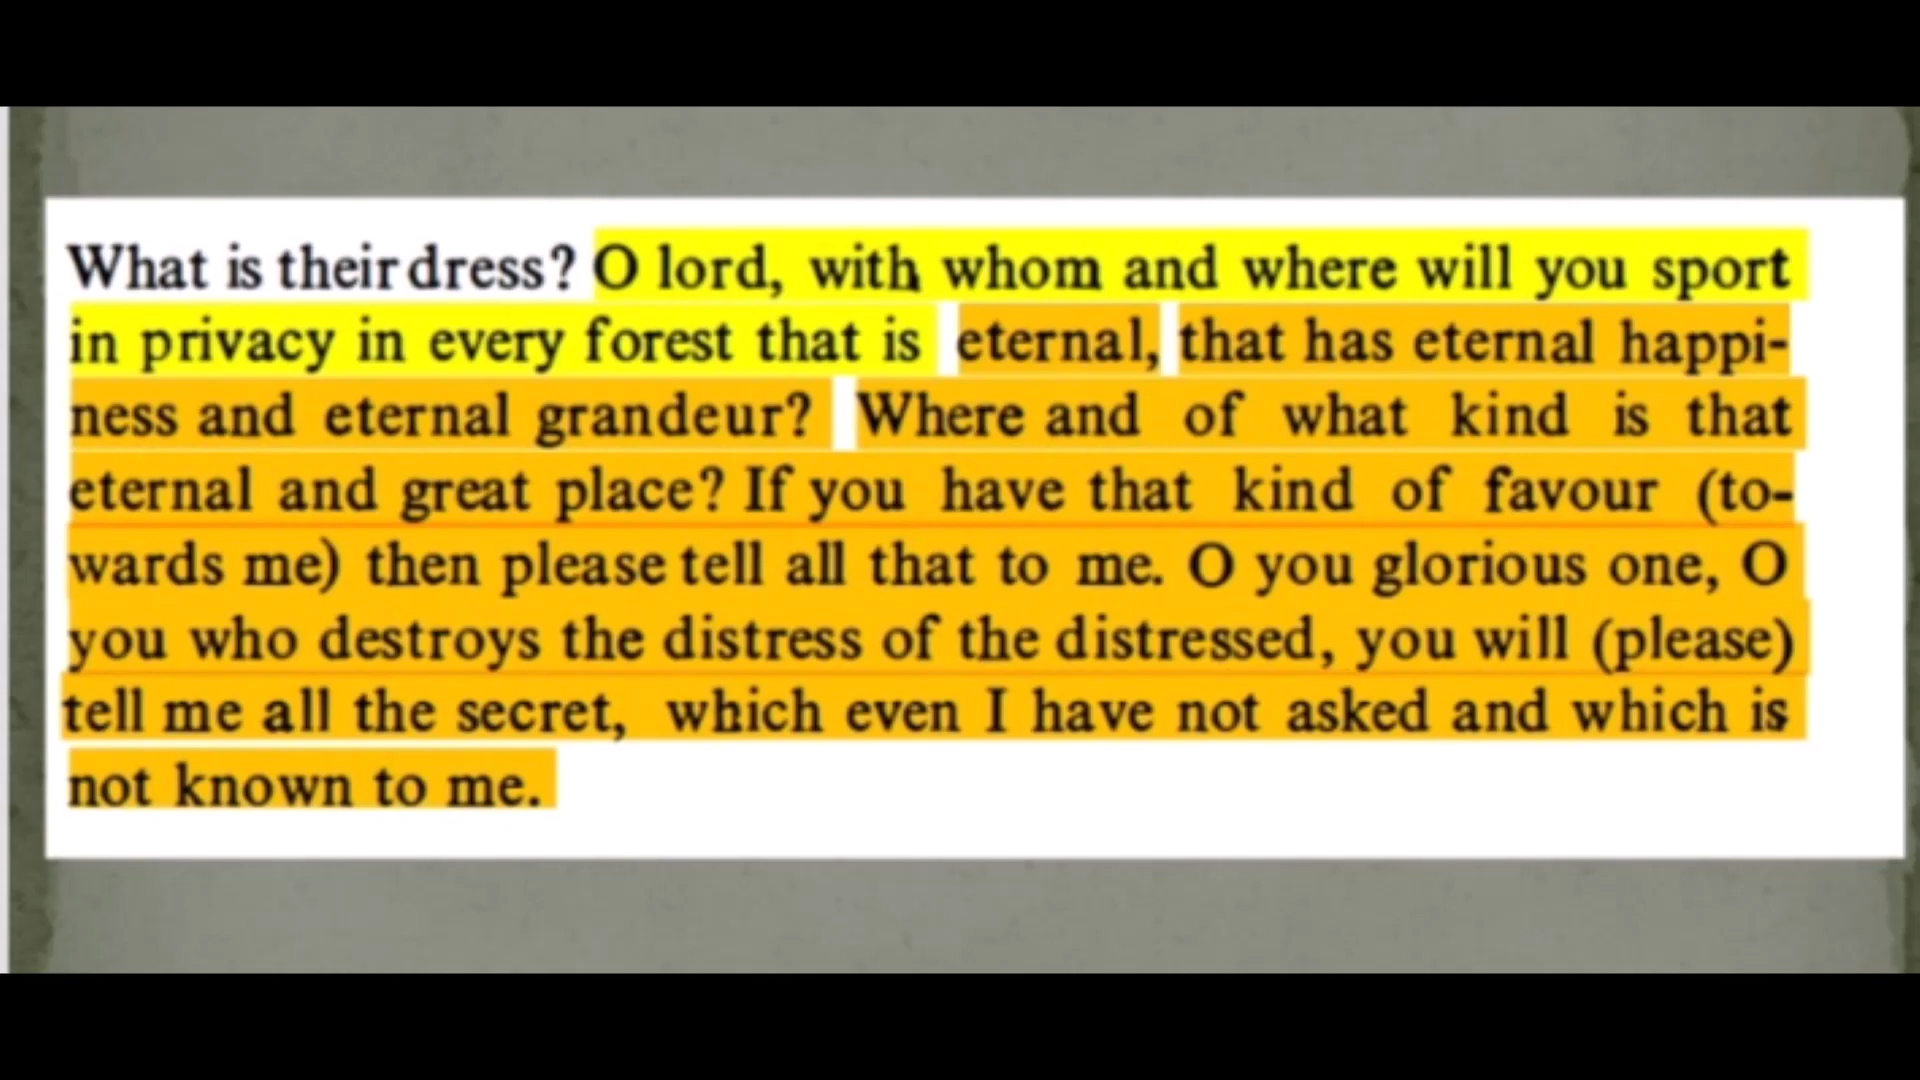 What is their dress? O lord, with whom and where will you sport
in privacy in every forest that is eternal, that has eternal happi-
ness and eternal grandeur? Where and of what kind is that
eternal and great place? If you have that kind of favour (to-
wards me) then please tell all that to me. O you glorious one, O
you who destroys the distress of the distressed, you will (please)
tell me all the secret, which even I have not asked and which is
not known to me.